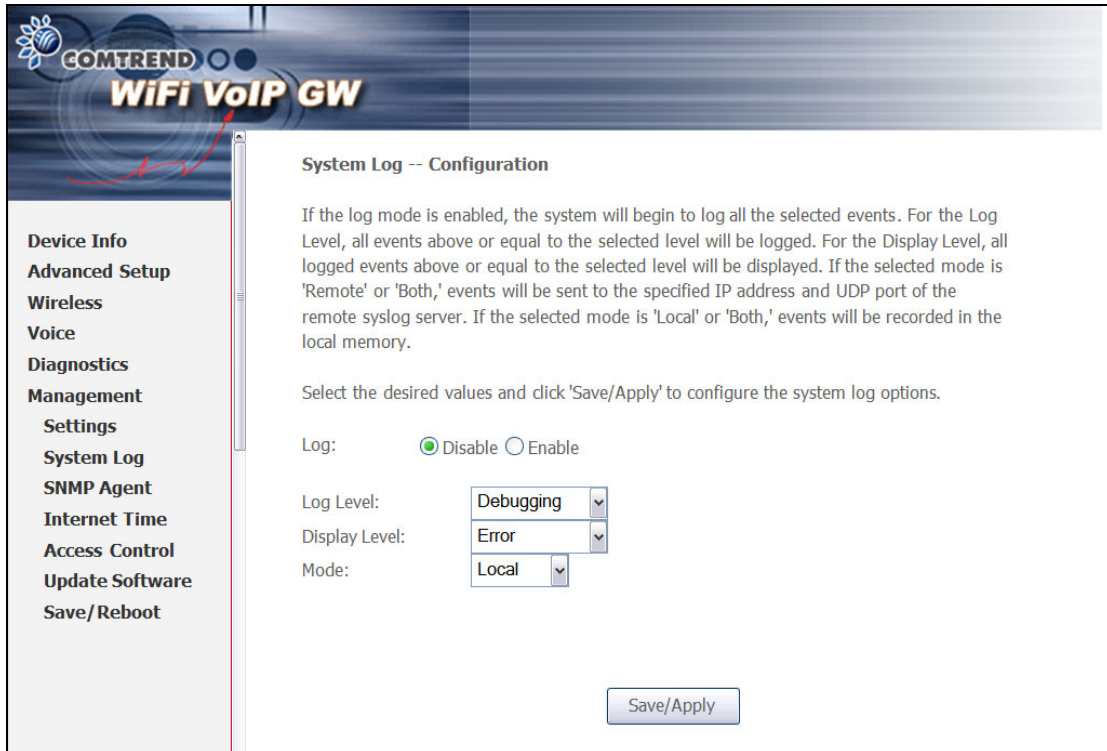 COMTREND
WiFi VoIP GW
Device Info
Advanced Setup
Wireless
Voice
Diagnostics
Management
Settings
System Log
SNMP Agent
Internet Time
Access Control
Update Software
Save/Reboot
System Log -- Configuration
If the log mode is enabled, the system will begin to log all the selected events. For the Log
Level, all events above or equal to the selected level will be logged. For the Display Level, all
logged events above or equal to the selected level will be displayed. If the selected mode is
'Remote' or 'Both,' events will be sent to the specified IP address and UDP port of the
remote syslog server. If the selected mode is 'Local' or 'Both,' events will be recorded in the
local memory.
Select the desired values and click 'Save/Apply' to configure the system log options.
Log: Disable Enable
Log Level: Debugging
Display Level: Error
Mode: Local
Save/Apply